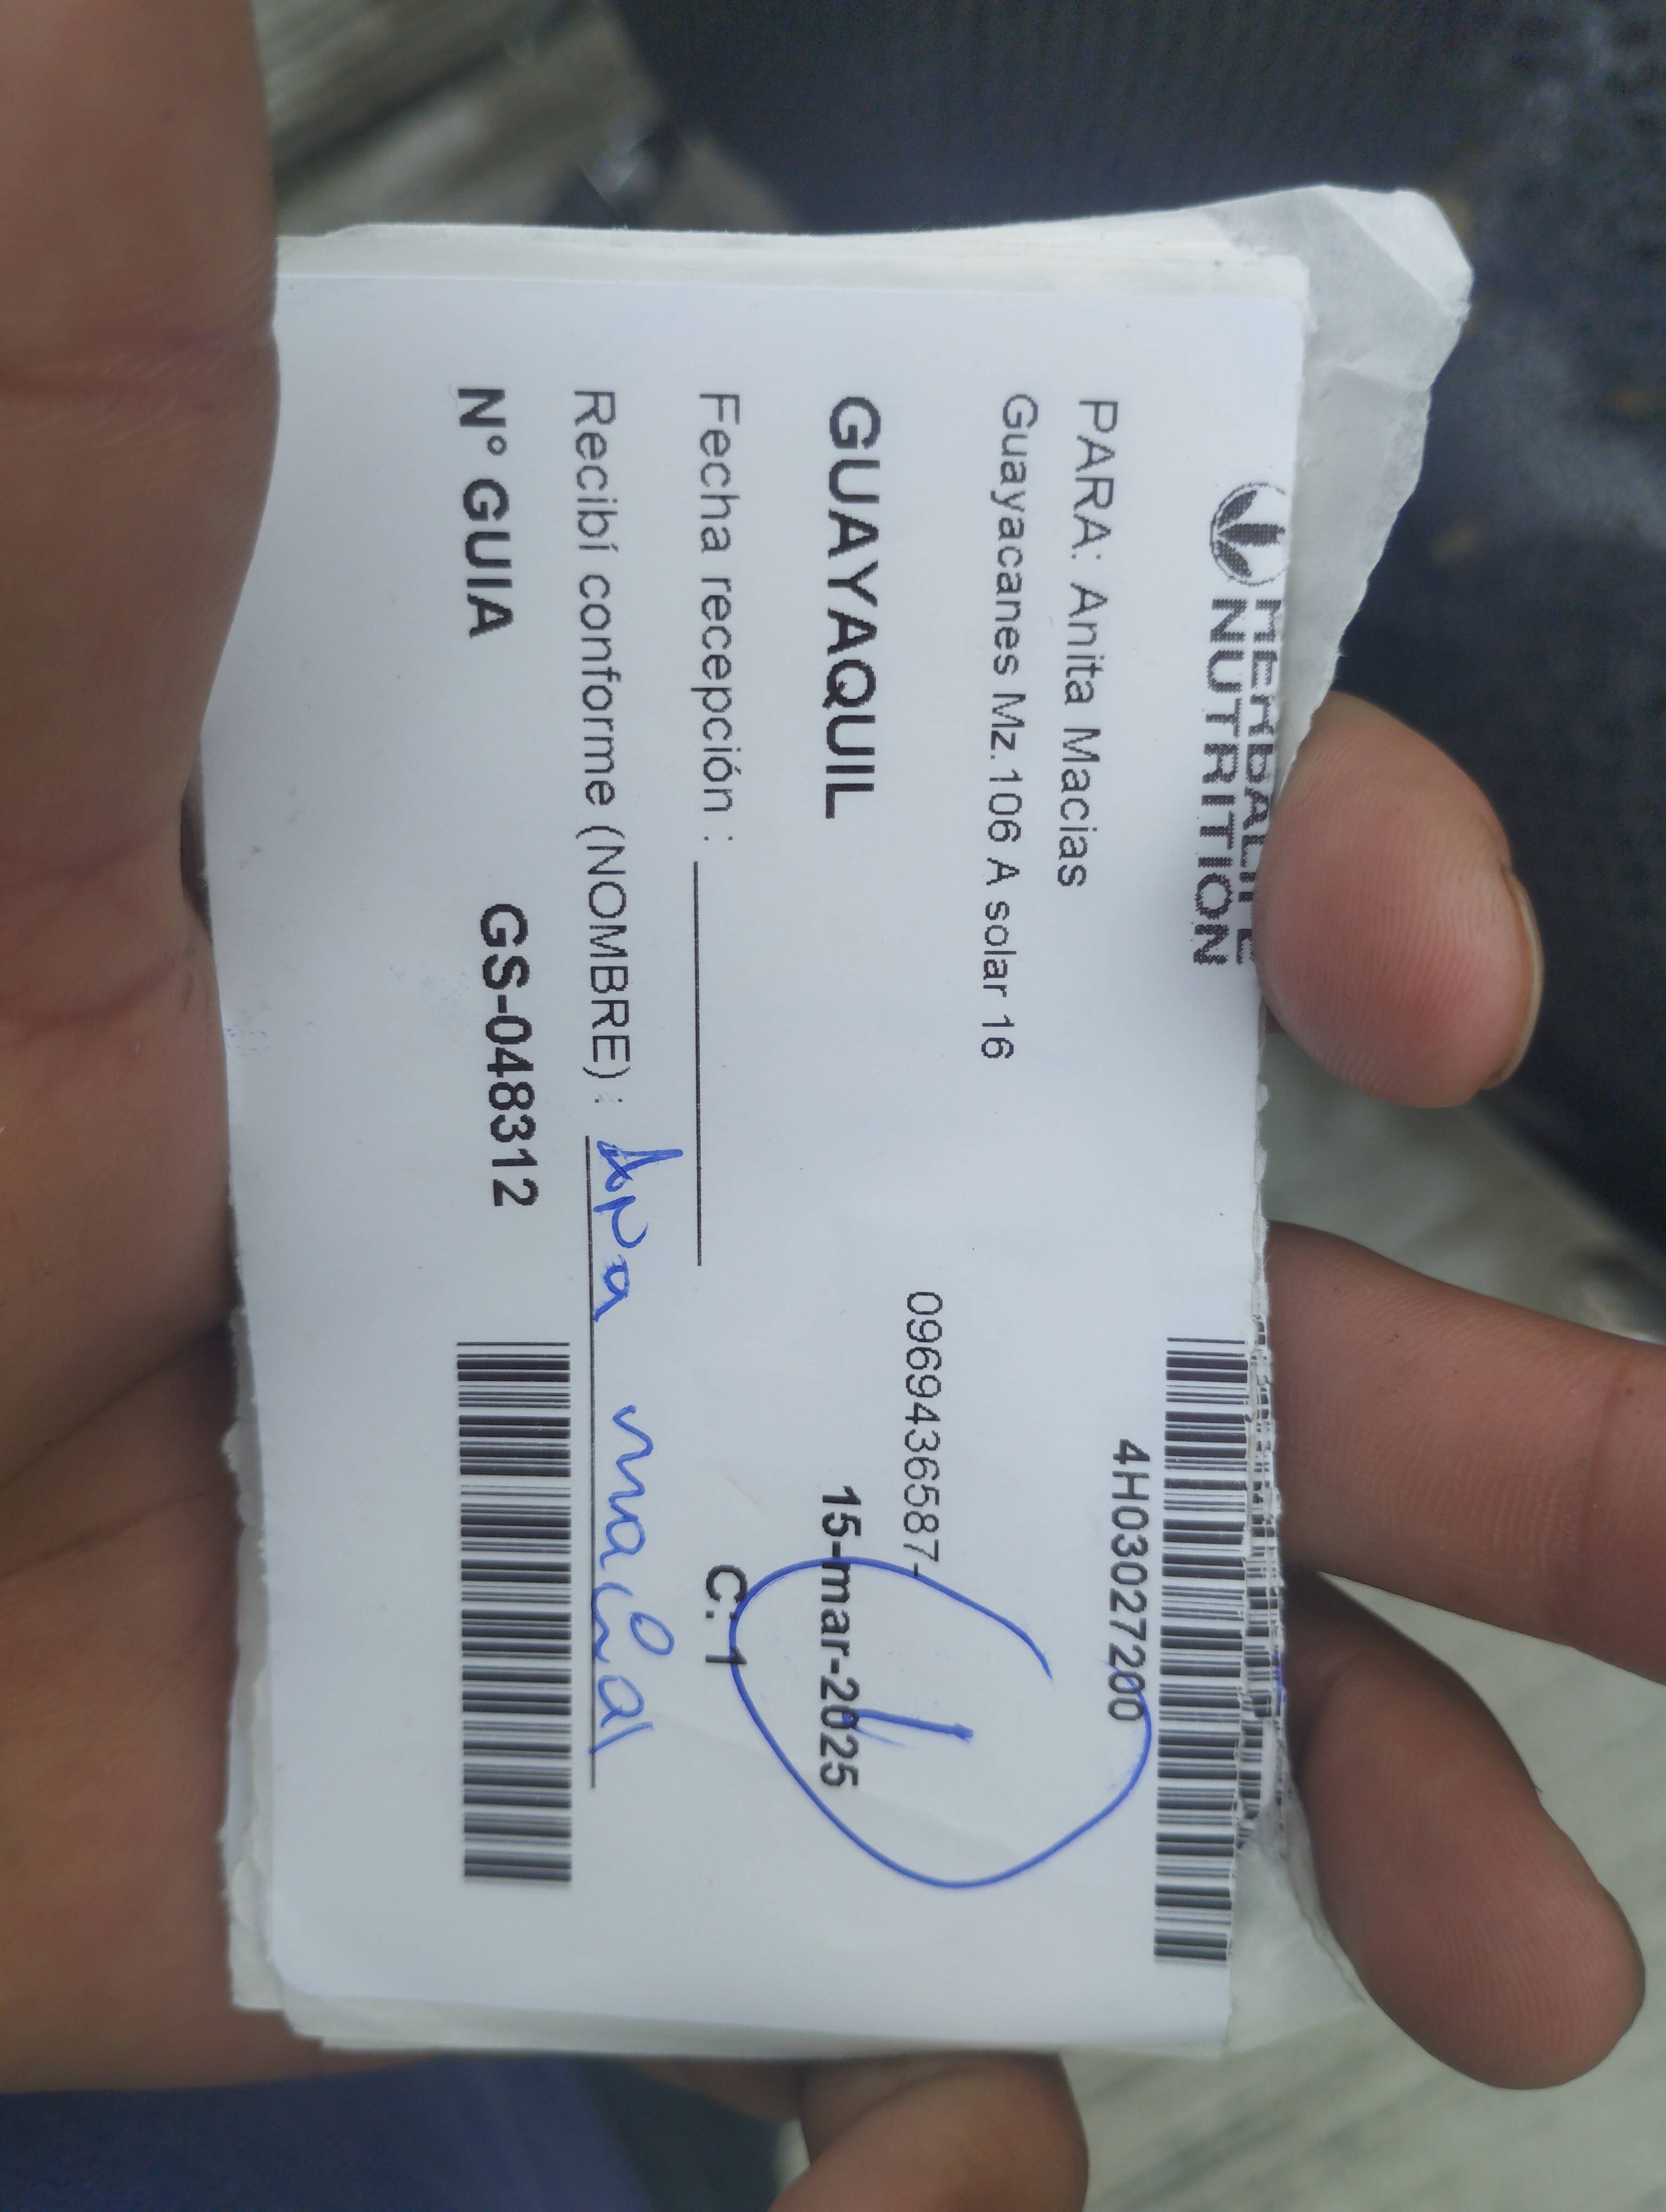 HERBALIFE
NUTRITION
4H03027200
PARA: Anita Macias
Guayacanes Mz.106 A solar 16
0969436587-
GUAYAQUIL
15-mar-2025
Fecha recepción :
C: 1
Recibí conforme (NOMBRE) :
N° GUIA GS-048312